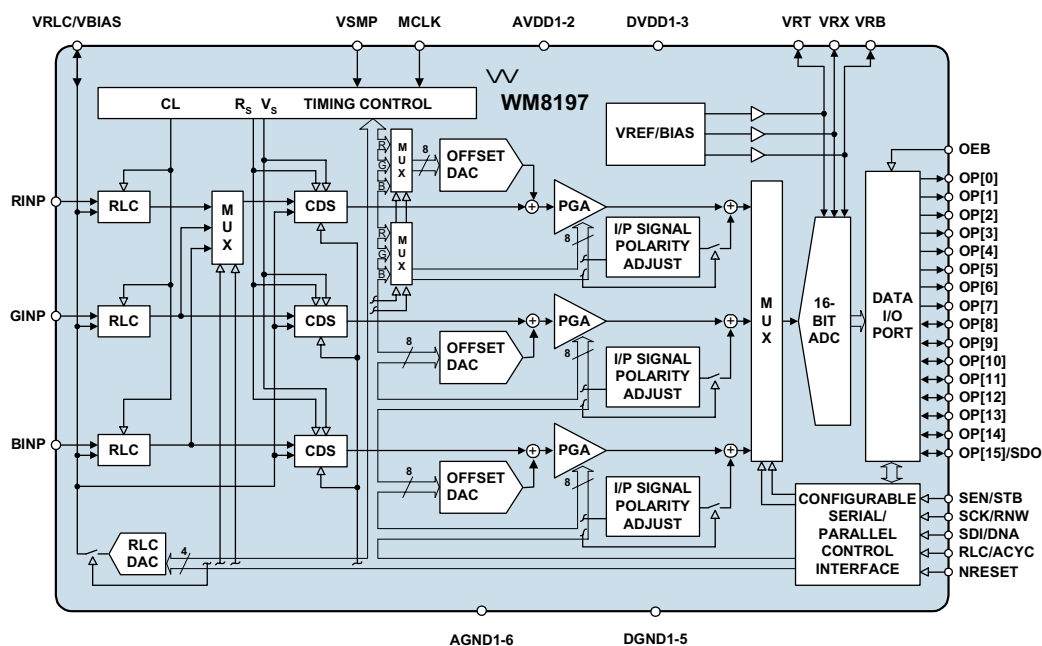 VRLC/VBIAS VSMP MCLK AVDD1-2 DVDD1-3 VRT VRX VRB
WM8197
CL RS VS TIMING CONTROL
VREF/BIAS
OEB
R
G
B
MUX
8
OFFSET
DAC
RINP
RLC
MUX
CDS
PGA
8
I/P SIGNAL
POLARITY
ADJUST
R
G
B
MUX
GINP
RLC
CDS
8
OFFSET
DAC
PGA
8
I/P SIGNAL
POLARITY
ADJUST
BINP
RLC
CDS
8
OFFSET
DAC
PGA
8
I/P SIGNAL
POLARITY
ADJUST
MUX
16-
BIT
ADC
DATA
I/O
PORT
OP[0]
OP[1]
OP[2]
OP[3]
OP[4]
OP[5]
OP[6]
OP[7]
OP[8]
OP[9]
OP[10]
OP[11]
OP[12]
OP[13]
OP[14]
OP[15]/SDO
RLC
DAC
4
CONFIGURABLE
SERIAL/
PARALLEL
CONTROL
INTERFACE
SEN/STB
SCK/RNW
SDI/DNA
RLC/ACYC
NRESET
AGND1-6 DGND1-5